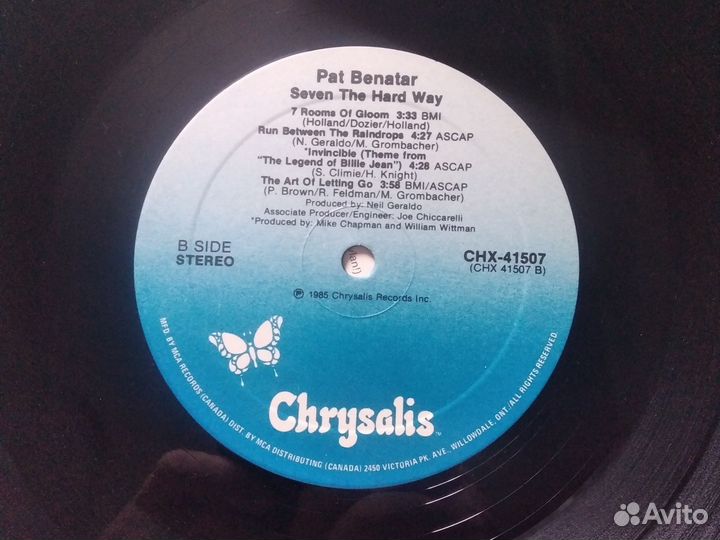 Pat Benatar
Seven The Hard Way
7 Rooms Of Gloom 3:33 BMI
(Holland/Dozier/Holland)
Run Between The Raindrops 4:27 ASCAP
(N. Geraldo/M. Grombacher)
*Invincible (Theme from
"The Legend of Billie Jean") 4:28 ASCAP
(S. Climie/H. Knight)
The Art Of Letting Go 3:58 BMI/ASCAP
(P. Brown/R. Feldman/M. Grombacher)
Produced by: Neil Geraldo
Associate Producer/Engineer: Joe Chiccarelli
*Produced by: Mike Chapman and William Wittman
B SIDE
STEREO
CHX-41507
(CHX 41507 B)
℗ 1985 Chrysalis Records Inc.
Chrysalis
TM
MFD. BY MCA RECORDS (CANADA) DIST. BY MCA DISTRIBUTING (CANADA) 2450 VICTORIA PK. AVE., WILLOWDALE, ONT. ALL RIGHTS RESERVED.
Avito